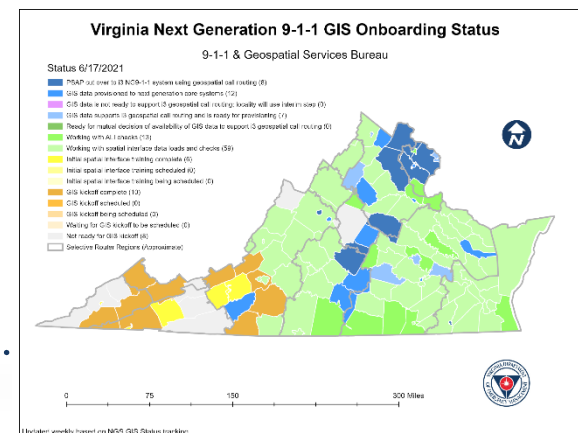 Virginia Next Generation 9-1-1 GIS Onboarding Status
9-1-1 & Geospatial Services Bureau
Status 6/17/2021
PSAP cut over to i3 NG9-1-1 system using geospatial call routing (8)
GIS data provisioned to next generation core systems (12)
GIS data is not ready to support i3 geospatial call routing; locality will use interim step (0)
GIS data supports i3 geospatial call routing and is ready for provisioning (7)
Ready for mutual decision of availability of GIS data to support i3 geospatial call routing (0)
Working with ALI checks (13)
Working with spatial interface data loads and checks (59)
Initial spatial interface training complete (6)
Initial spatial interface training scheduled (0)
Initial spatial interface training being scheduled (0)
GIS kickoff complete (10)
GIS kickoff scheduled (0)
GIS kickoff being scheduled (3)
Waiting for GIS kickoff to be scheduled (0)
Not ready for GIS kickoff (8)
Selective Router Regions (Approximate)
N
0 75 150 300 Miles
Updated weekly based on NGS GIS Status tracking